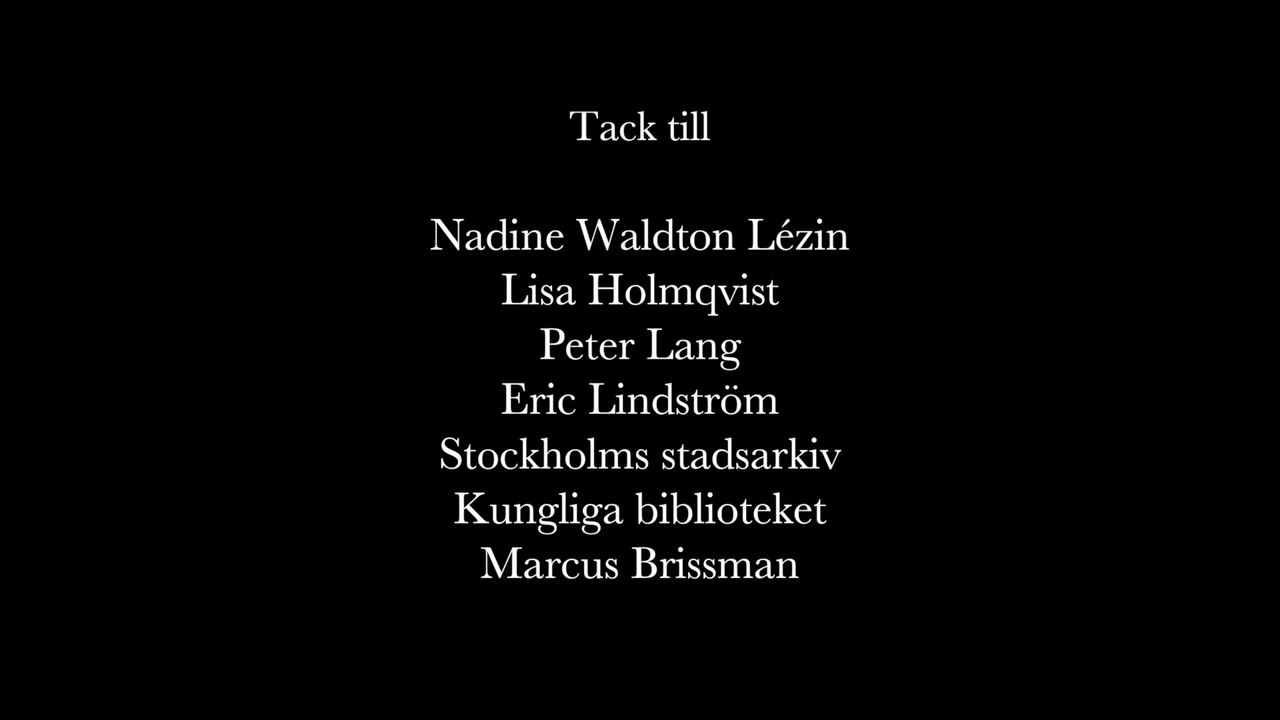 Tack till
Nadine Waldton Lézin
Lisa Holmqvist
Peter Lang
Eric Lindström
Stockholms stadsarkiv
Kungliga biblioteket
Marcus Brissman